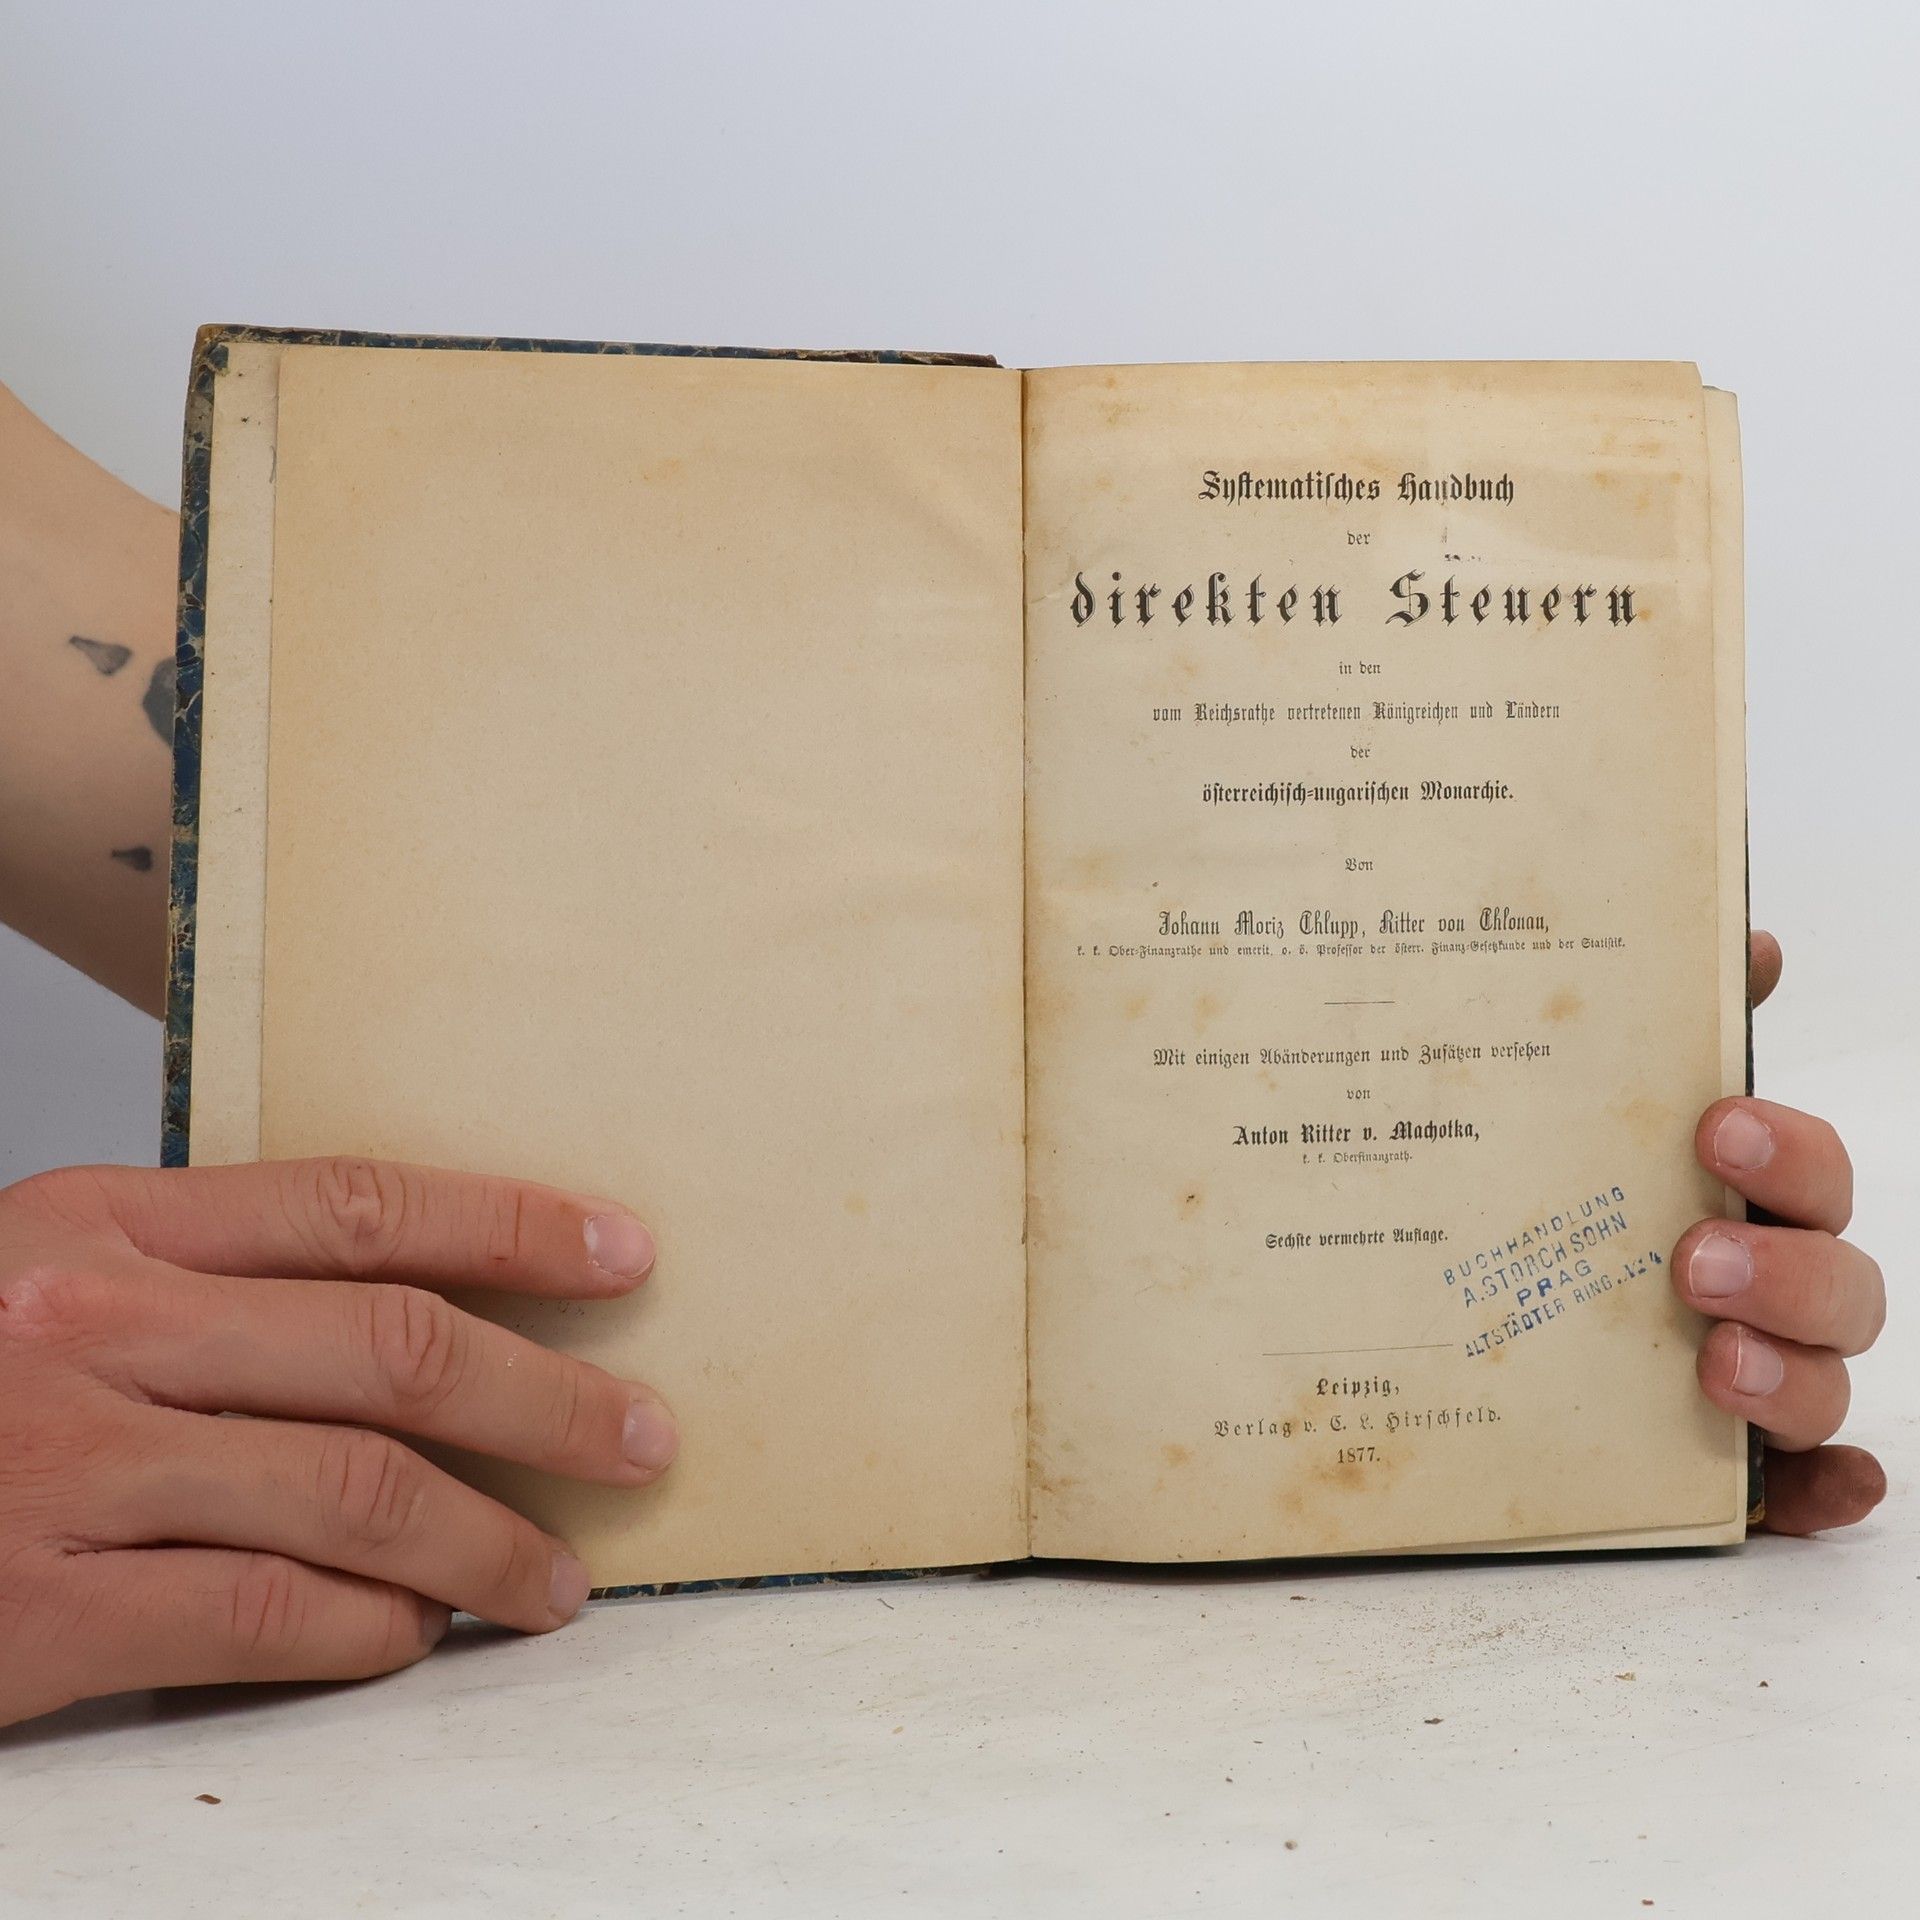 Systematisches Handbuch
der
direkten Steuern
in den
vom Reichsrathe vertretenen Königreichen und Ländern
der
österreichisch-ungarischen Monarchie.
Von
Johann Moriz Chlupp, Ritter von Chlonau,
k. k. Ober-Finanzrathe und emerit. o. ö. Professor der österr. Finanz-Gesetzkunde und der Statistik.
Mit einigen Abänderungen und Zusätzen versehen
von
Anton Ritter v. Machotka,
k. k. Oberfinanzrath.
Sechste vermehrte Auflage.
BUCHHANDLUNG
A. STORCH SOHN
PRAG
ALTSTÄDTER RING. № 4
Leipzig,
Verlag v. C. L. Hirschfeld.
1877.